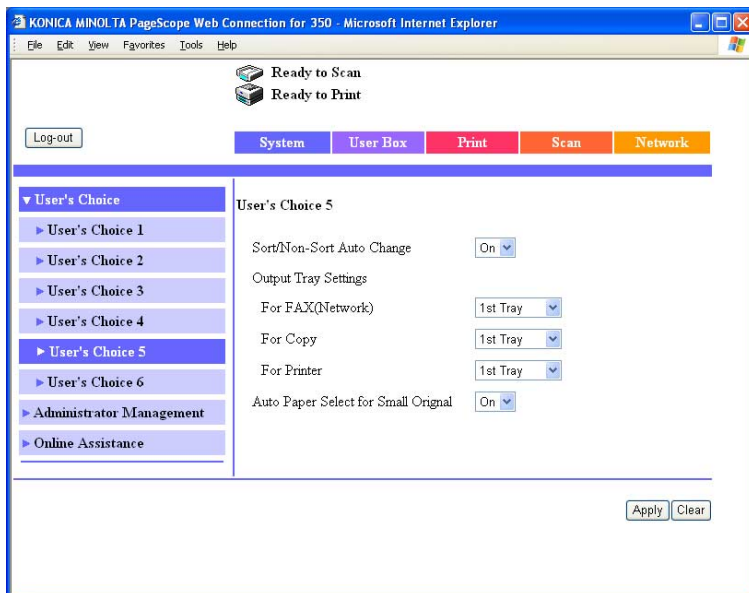 KONICA MINOLTA PageScope Web Connection for 350 - Microsoft Internet Explorer
File Edit View Favorites Tools Help
Ready to Scan
Ready to Print
Log-out
System User Box Print Scan Network
User's Choice
User's Choice 1
User's Choice 2
User's Choice 3
User's Choice 4
User's Choice 5
User's Choice 6
Administrator Management
Online Assistance
User's Choice 5
Sort/Non-Sort Auto Change On
Output Tray Settings
For FAX(Network) 1st Tray
For Copy 1st Tray
For Printer 1st Tray
Auto Paper Select for Small Orignal On
Apply Clear